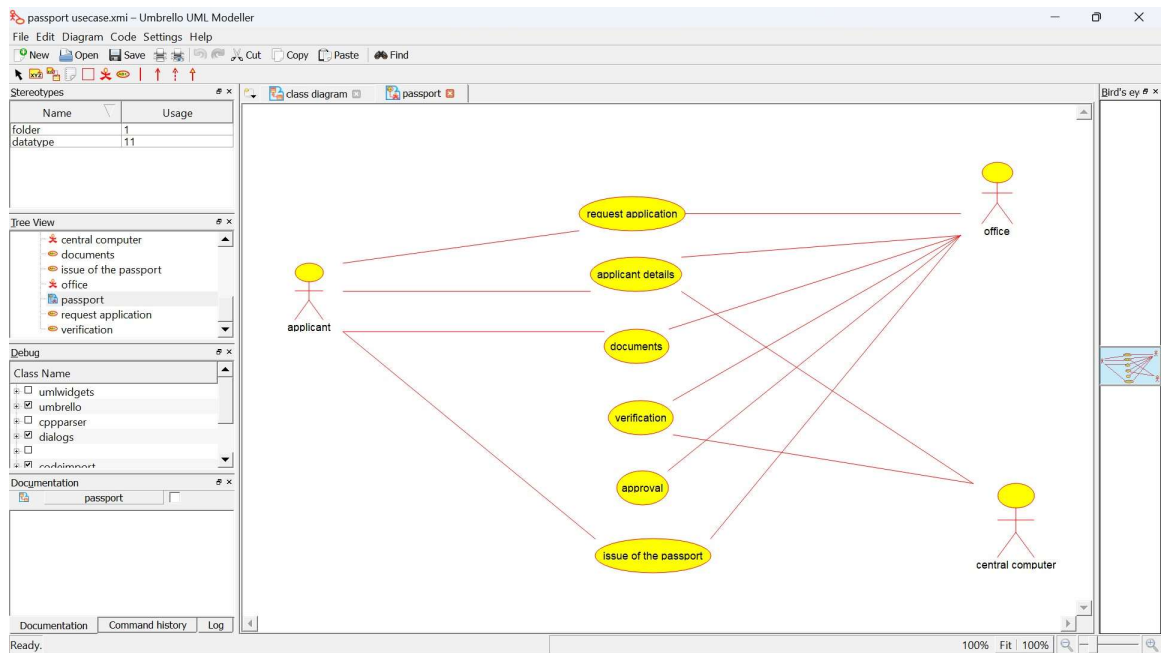 passport usecase.xmi – Umbrello UML Modeller
File Edit Diagram Code Settings Help
New Open Save Cut Copy Paste Find
XYZ
Stereotypes
Name Usage
folder 1
datatype 11
Tree View
central computer
documents
issue of the passport
office
passport
request application
verification
Debug
Class Name
umlwidgets
umbrello
cppparser
dialogs
codeimport
Documentation
passport
Documentation Command history Log
Ready.
class diagram passport
request application
office
applicant details
applicant
documents
verification
approval
issue of the passport
central computer
Bird's ey
100% Fit 100%